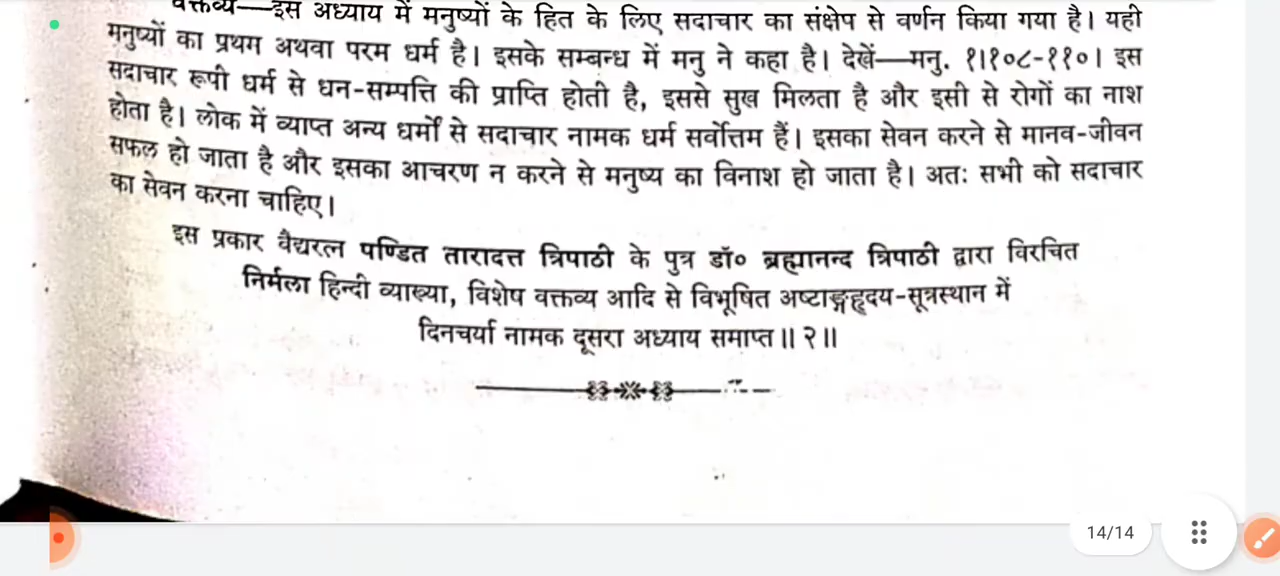 वक्तव्य—इस अध्याय में मनुष्यों के हित के लिए सदाचार का संक्षेप से वर्णन किया गया है। यही
मनुष्यों का प्रथम अथवा परम धर्म है। इसके सम्बन्ध में मनु ने कहा है। देखें—मनु. १।१०८-११०। इस
सदाचार रूपी धर्म से धन-सम्पत्ति की प्राप्ति होती है, इससे सुख मिलता है और इसी से रोगों का नाश
होता है। लोक में व्याप्त अन्य धर्मों से सदाचार नामक धर्म सर्वोत्तम हैं। इसका सेवन करने से मानव-जीवन
सफल हो जाता है और इसका आचरण न करने से मनुष्य का विनाश हो जाता है। अतः सभी को सदाचार
का सेवन करना चाहिए।
इस प्रकार वैद्यरत्न पण्डित तारादत्त त्रिपाठी के पुत्र डॉ० ब्रह्मानन्द त्रिपाठी द्वारा विरचित
निर्मला हिन्दी व्याख्या, विशेष वक्तव्य आदि से विभूषित अष्टाङ्गहृदय-सूत्रस्थान में
दिनचर्या नामक दूसरा अध्याय समाप्त॥२॥
14/14